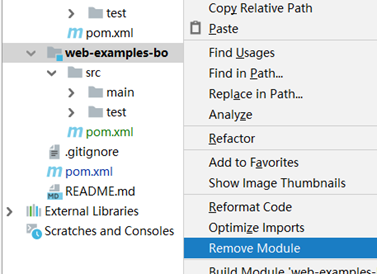 test
pom.xml
web-examples-bo
src
main
test
pom.xml
.gitignore
pom.xml
README.md
External Libraries
Scratches and Consoles
Copy Relative Path
Paste
Find Usages
Find in Path...
Replace in Path...
Analyze
Refactor
Add to Favorites
Show Image Thumbnails
Reformat Code
Optimize Imports
Remove Module
Build Module 'web-examples-